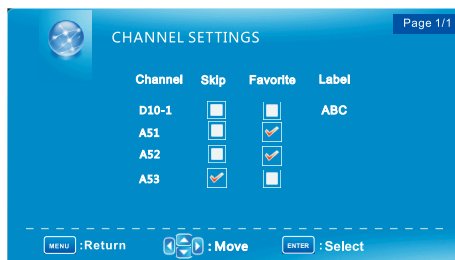 Page 1/1
CHANNEL SETTINGS
Channel Skip Favorite Label
D10-1 ABC
A51
A52
A53
MENU :Return : Move ENTER : Select